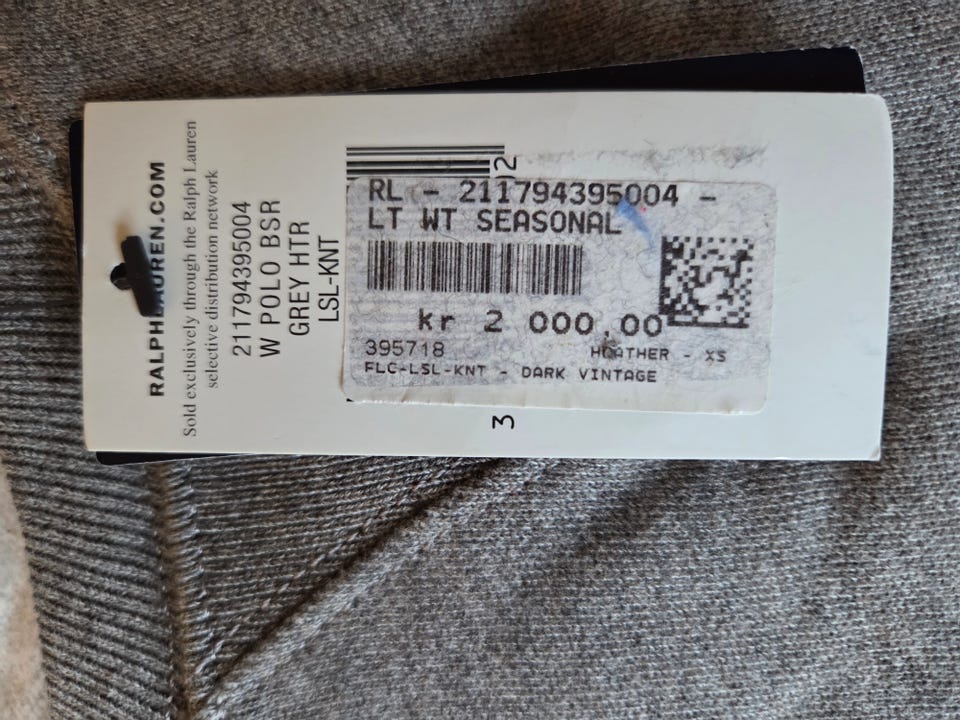 RALPHLAUREN.COM
Sold exclusively through the Ralph Lauren
selective distribution network
211794395004
W POLO BSR
GREY HTR
LSL-KNT
2
RL - 211794395004 -
LT WT SEASONAL
kr 2 000,00
395718 HEATHER - XS
FLC-LSL-KNT - DARK VINTAGE
3